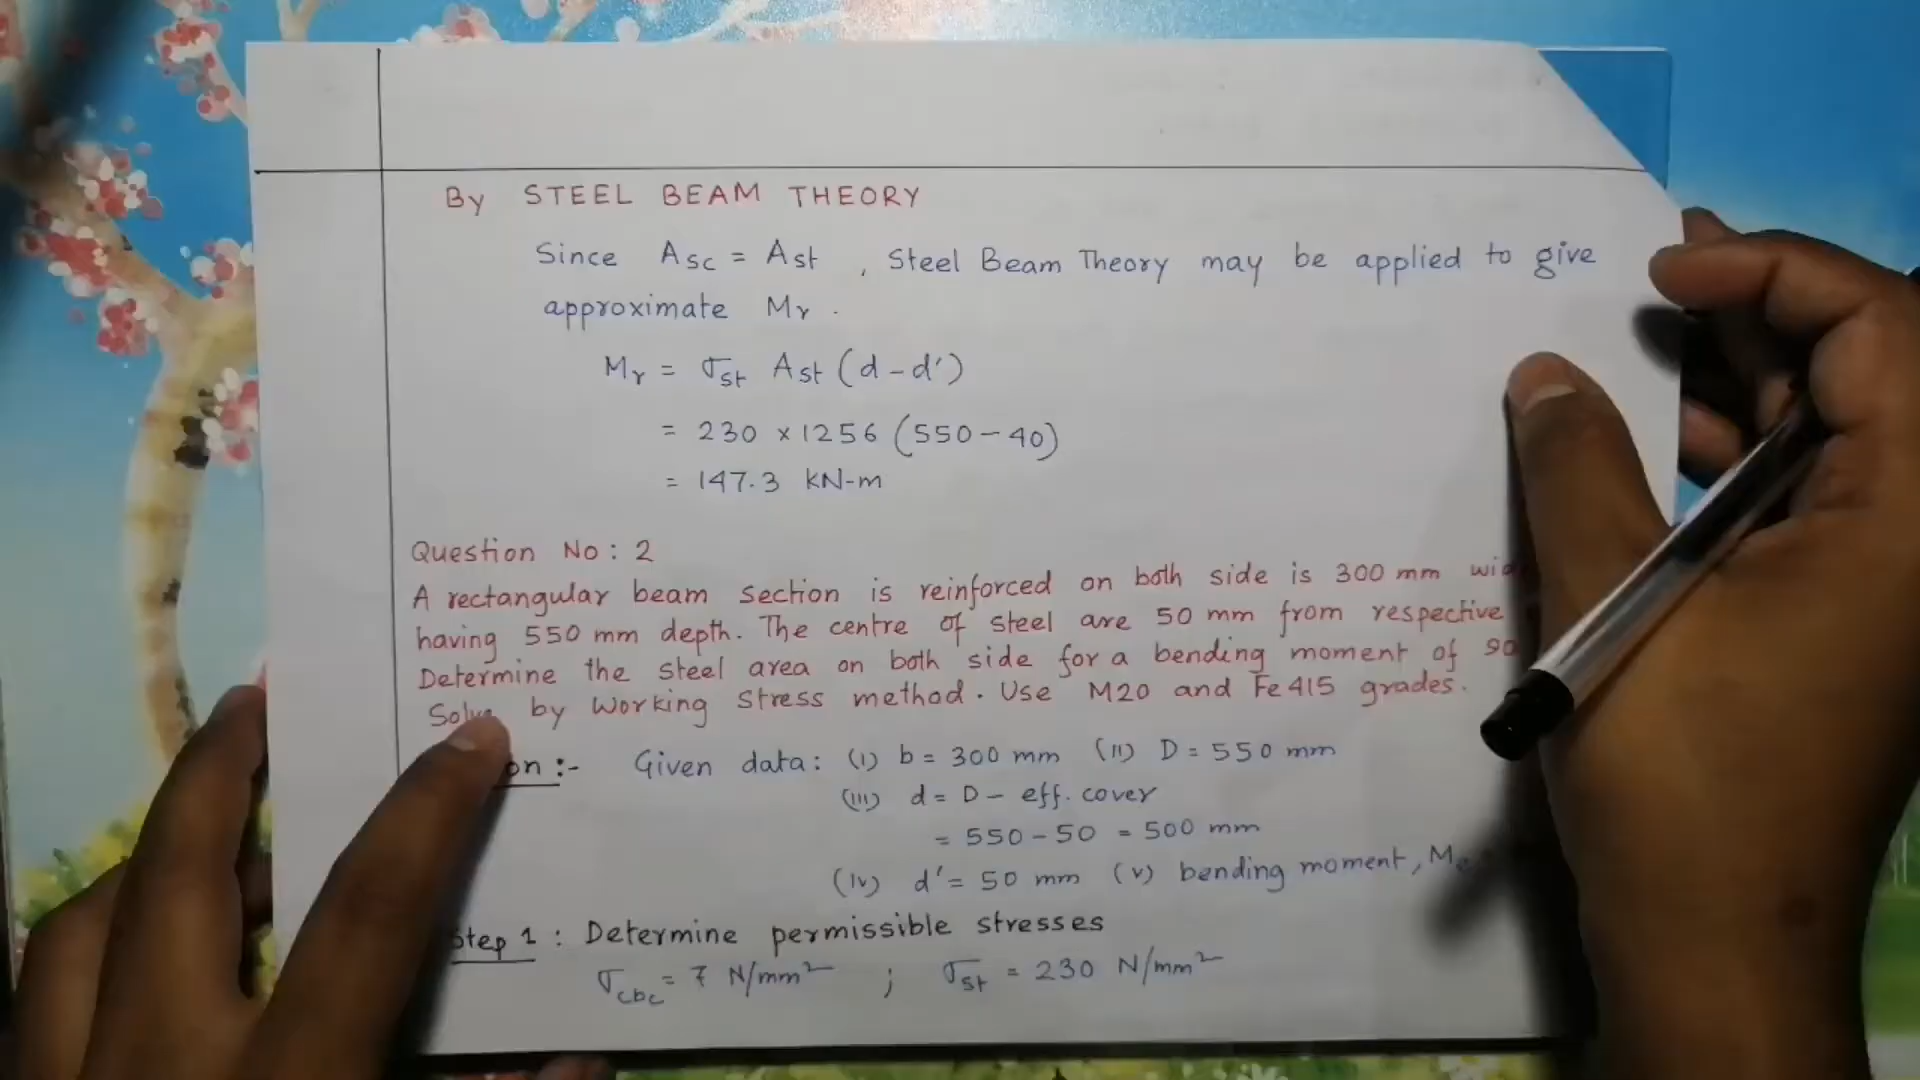 By STEEL BEAM THEORY
Since Asc = Ast , Steel Beam Theory may be applied to give
approximate Mr .
Mr = σst Ast (d - d')
= 230 × 1256 (550 - 40)
= 147.3 kN-m
Question No : 2
A rectangular beam section is reinforced on both side is 300 mm
having 550 mm depth. The centre of steel are 50 mm from respective
Determine the steel area on both side for a bending moment of 90
by Working Stress method. Use M20 and Fe 415 grades.
Given data: (i) b = 300 mm (ii) D = 550 mm
(iii) d = D - eff. cover
= 550 - 50 = 500 mm
(iv) d' = 50 mm (v) bending moment,
Step 1 : Determine permissible stresses
σcbc = 7 N/mm² ; σst = 230 N/mm²